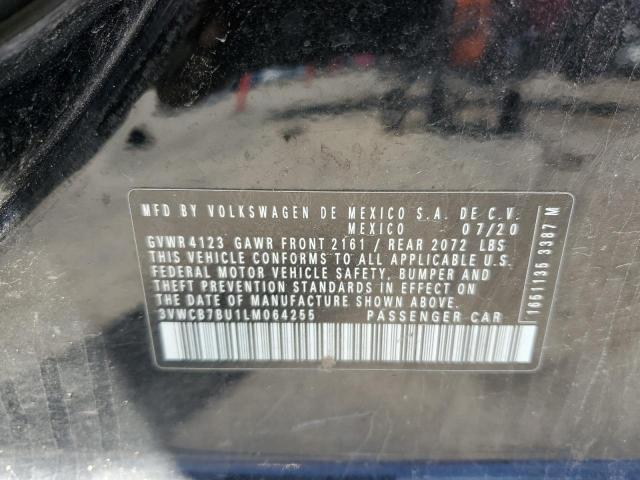 MFD BY VOLKSWAGEN DE MEXICO S.A. DE C.V.
MEXICO 07/20
GVWR4123 GAWR FRONT 2161 / REAR 2072 LBS
THIS VEHICLE CONFORMS TO ALL APPLICABLE U.S.
FEDERAL MOTOR VEHICLE SAFETY, BUMPER AND
THEFT PREVENTION STANDARDS IN EFFECT ON
THE DATE OF MANUFACTURE SHOWN ABOVE.
3VWCB7BU1LM064255 PASSENGER CAR
1651135 3387 M